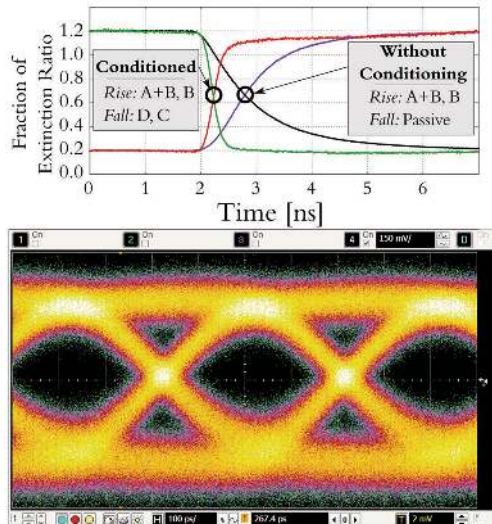 Fraction of
Extinction Ratio
1.2
1.0
0.8
0.6
0.4
0.2
0.0
Conditioned
Rise: A+B, B
Fall: D, C
Without
Conditioning
Rise: A+B, B
Fall: Passive
0 1 2 3 4 5 6
Time [ns]
1 On 2 On 3 On 4 On 150 mV/
H 100 ps/ 267.4 ps 0 T 2 mV